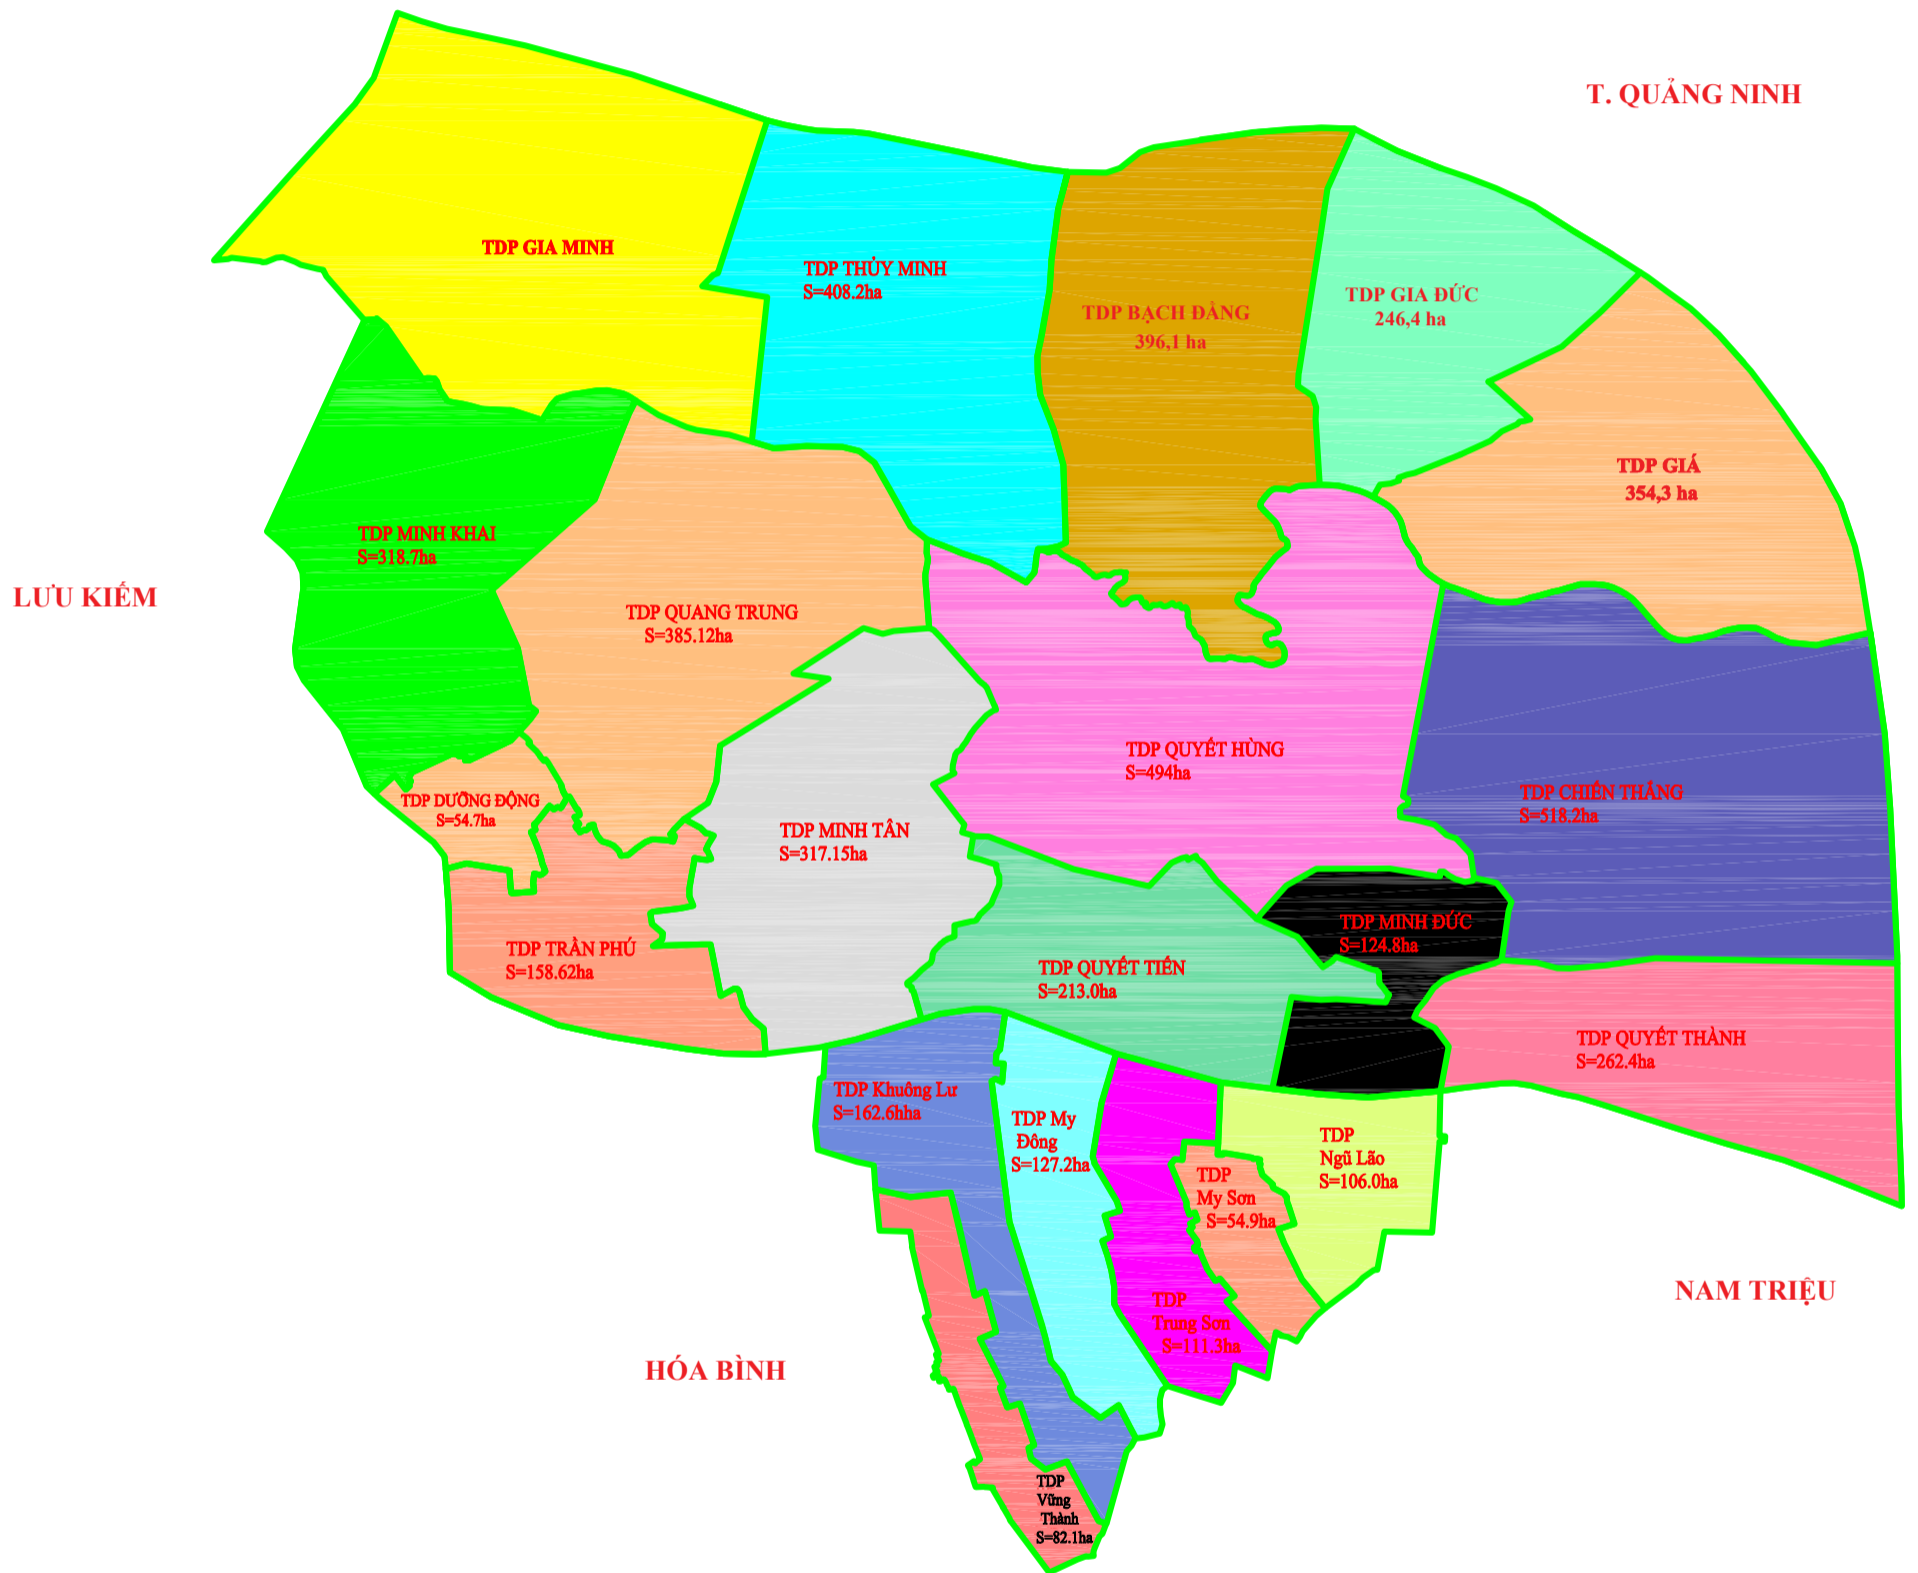 T. QUẢNG NINH
TDP GIA MINH
TDP THỦY MINH
S=408.2ha
TDP BẠCH ĐẰNG
396,1 ha
TDP GIA ĐỨC
246,4 ha
TDP GIÁ
354,3 ha
TDP MINH KHAI
S=318.7ha
LƯU KIẾM
TDP QUANG TRUNG
S=385.12ha
TDP QUYẾT HÙNG
S=494ha
TDP CHIẾN THẮNG
S=518.2ha
TDP DƯỠNG ĐỘNG
S=54.7ha
TDP MINH TÂN
S=317.15ha
TDP MINH ĐỨC
S=124.8ha
TDP TRẦN PHÚ
S=158.62ha
TDP QUYẾT TIẾN
S=213.0ha
TDP QUYẾT THÀNH
S=262.4ha
TDP Khuông Lư
S=162.6hha
TDP My
Đông
S=127.2ha
TDP
Ngũ Lão
S=106.0ha
TDP
My Sơn
S=54.9ha
NAM TRIỆU
TDP
Trung Sơn
S=111.3ha
HÓA BÌNH
TDP
Vững
Thành
S=82.1ha